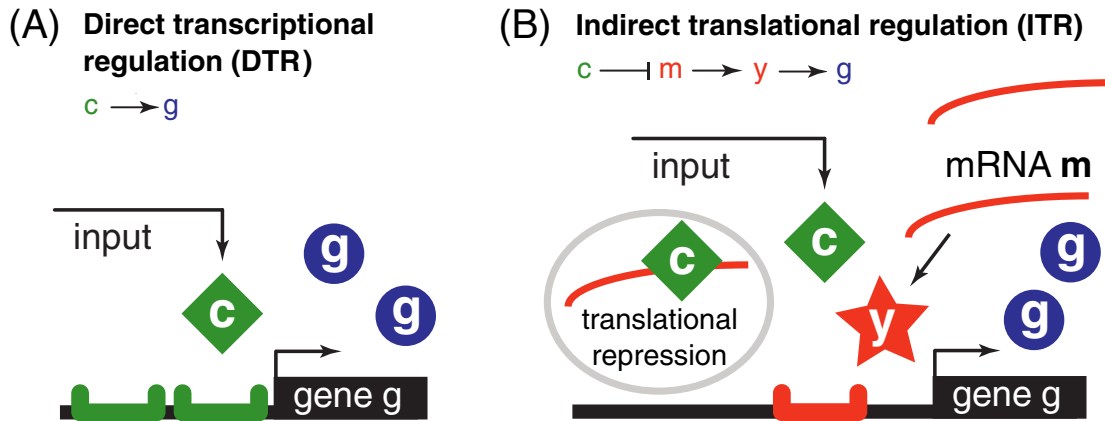 (A) Direct transcriptional
regulation (DTR)
c → g
input
g
c
g
gene g
(B) Indirect translational regulation (ITR)
c ⊣ m → y → g
input
mRNA m
c
c
g
translational
repression
y
g
gene g